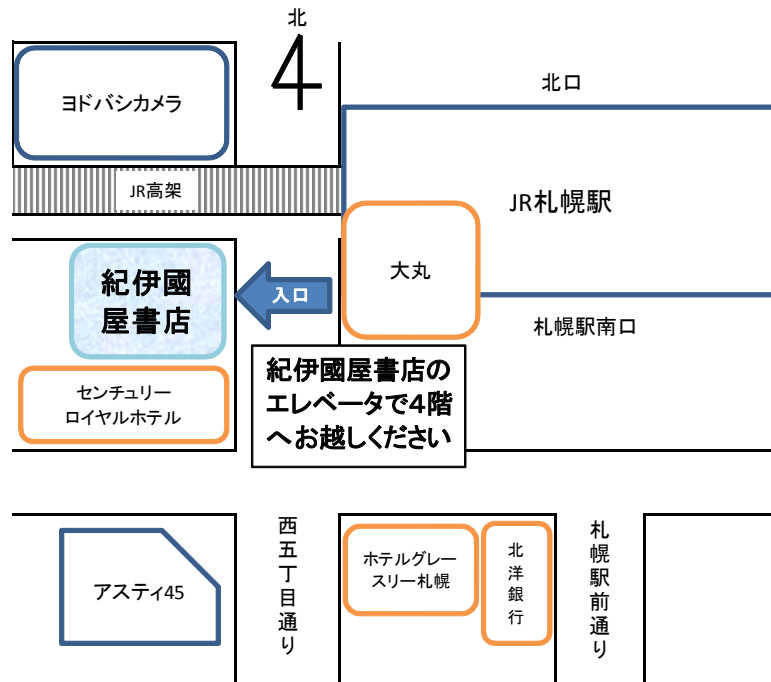 北
ヨドバシカメラ
北口
JR高架
JR札幌駅
大丸
紀伊國
屋書店
入口
札幌駅南口
紀伊國屋書店の
エレベータで4階
へお越しください
センチュリー
ロイヤルホテル
アスティ45
西五丁目通り
ホテルグレー
スリー札幌
北洋銀行
札幌駅前通り